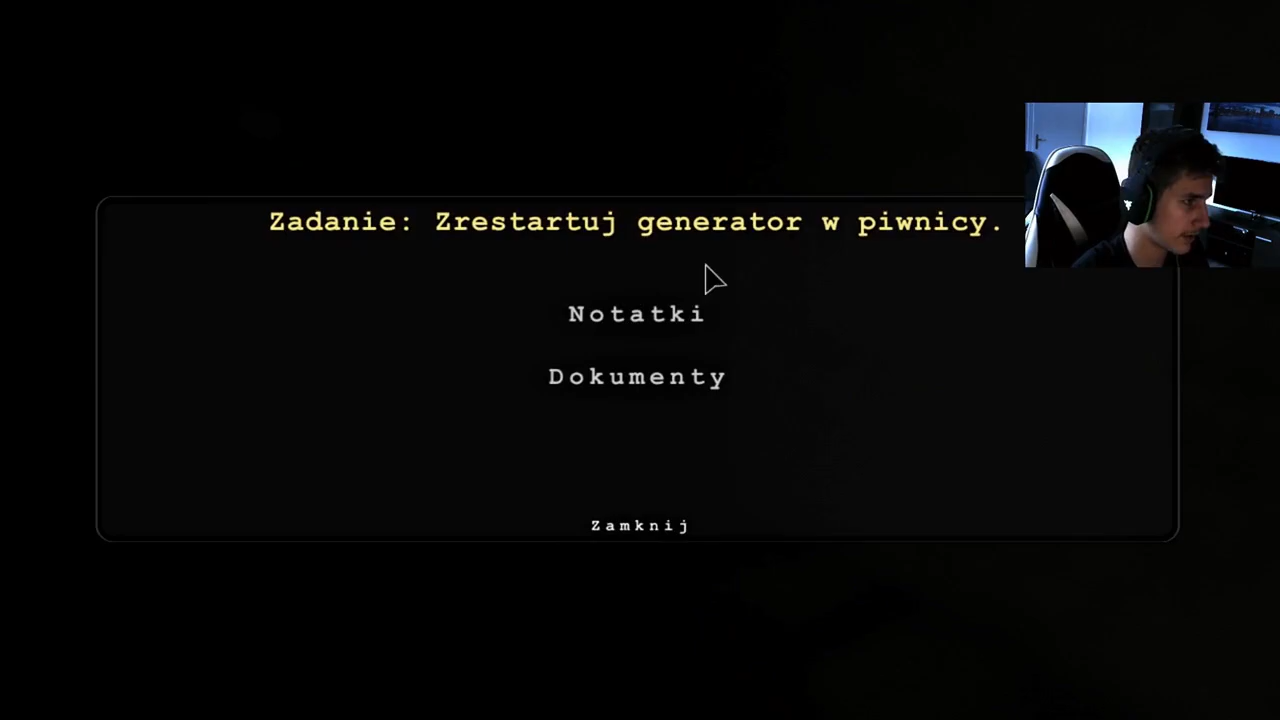 Zadanie: Zrestartuj generator w piwnicy.
Notatki
Dokumenty
Zamknij